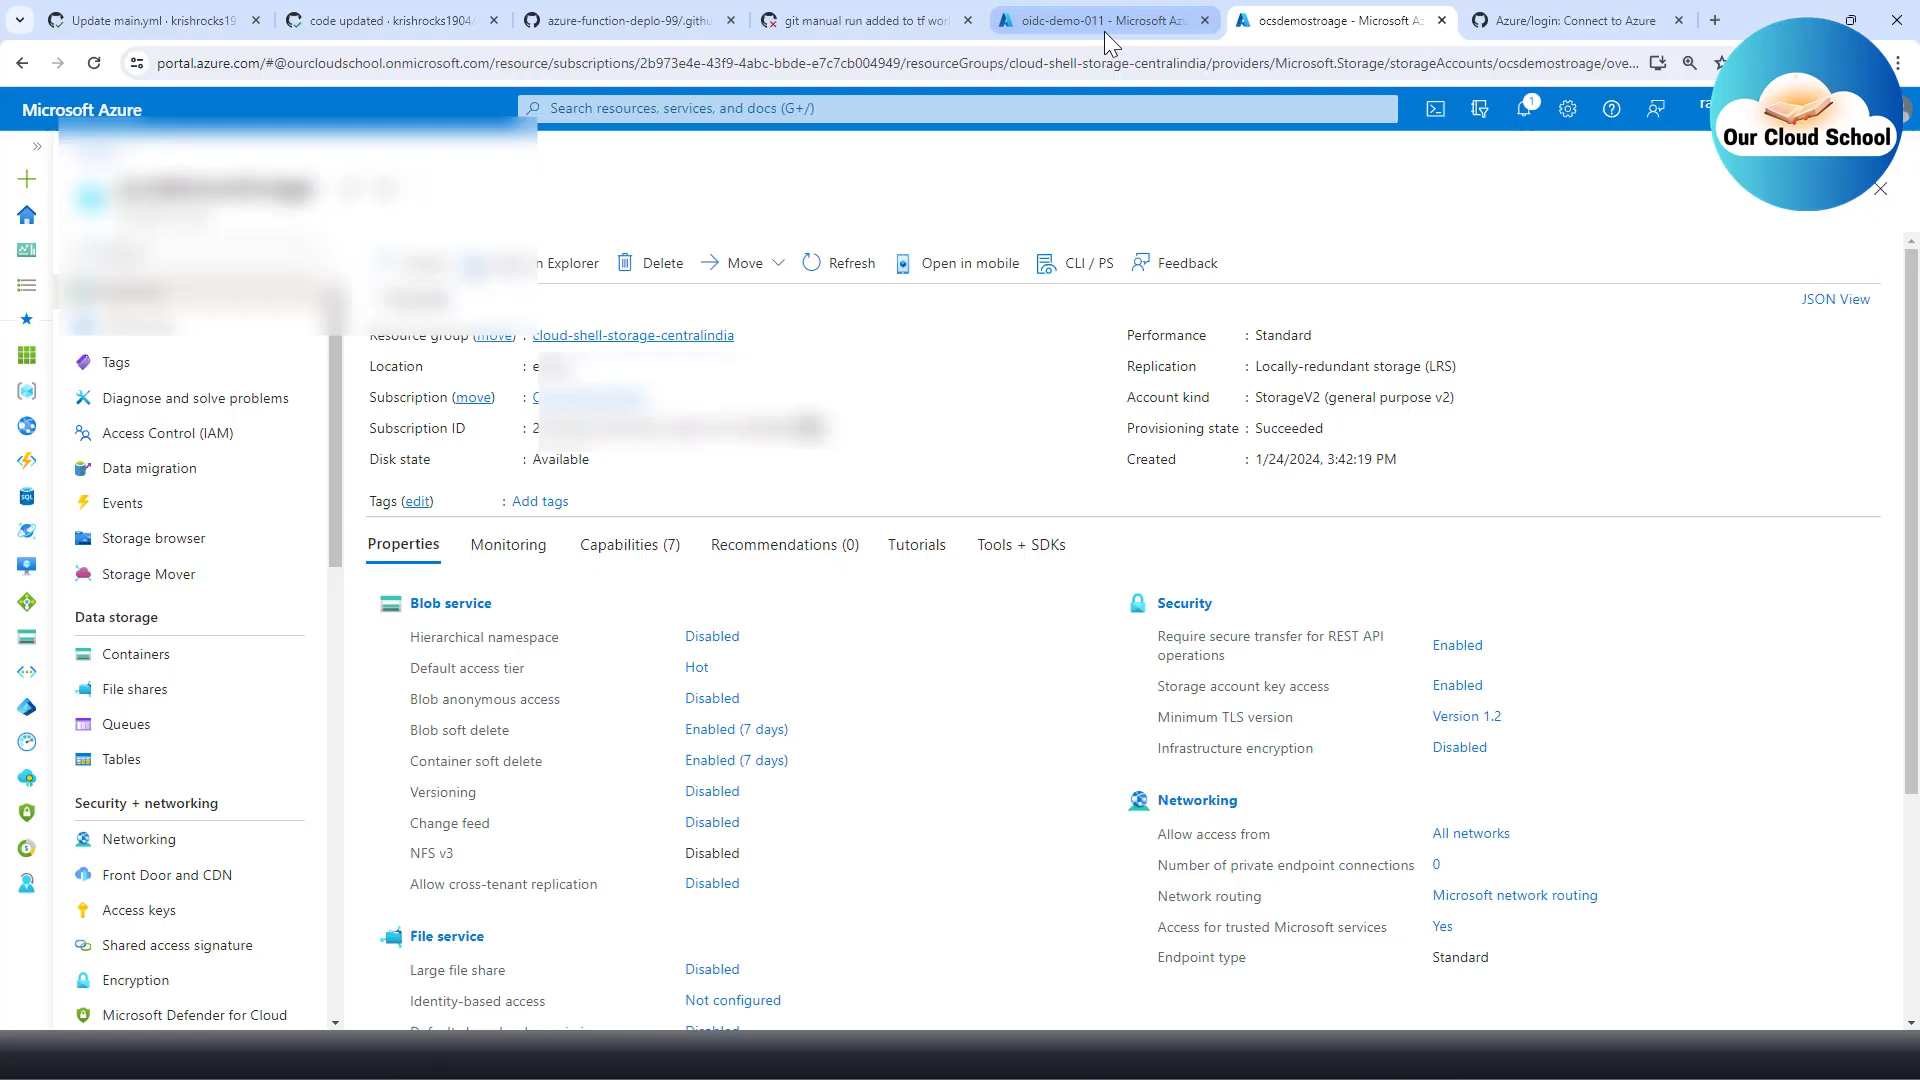 Update main.yml · krishrocks19
code updated · krishrocks1904/
azure-function-deplo-99/.githu
git manual run added to tf wor
oidc-demo-011 - Microsoft Azu
ocsdemostroage - Microsoft Az
Azure/login: Connect to Azure
portal.azure.com/#@ourcloudschool.onmicrosoft.com/resource/subscriptions/2b973e4e-43f9-4abc-bbde-e7c7cb004949/resourceGroups/cloud-shell-storage-centralindia/providers/Microsoft.Storage/storageAccounts/ocsdemostroage/ove...
Microsoft Azure
Search resources, services, and docs (G+/)
1
ra
Our Cloud School
n Explorer
Delete
Move
Refresh
Open in mobile
CLI / PS
Feedback
JSON View
Resource group (move) : cloud-shell-storage-centralindia
Location : e
Subscription (move) : C
Subscription ID : 2
Disk state : Available
Tags (edit) : Add tags
Performance : Standard
Replication : Locally-redundant storage (LRS)
Account kind : StorageV2 (general purpose v2)
Provisioning state : Succeeded
Created : 1/24/2024, 3:42:19 PM
Tags
Diagnose and solve problems
Access Control (IAM)
Data migration
Events
Storage browser
Storage Mover
Data storage
Containers
File shares
Queues
Tables
Security + networking
Networking
Front Door and CDN
Access keys
Shared access signature
Encryption
Microsoft Defender for Cloud
Properties
Monitoring
Capabilities (7)
Recommendations (0)
Tutorials
Tools + SDKs
Blob service
Hierarchical namespace Disabled
Default access tier Hot
Blob anonymous access Disabled
Blob soft delete Enabled (7 days)
Container soft delete Enabled (7 days)
Versioning Disabled
Change feed Disabled
NFS v3 Disabled
Allow cross-tenant replication Disabled
File service
Large file share Disabled
Identity-based access Not configured
Disabled
Security
Require secure transfer for REST API
operations Enabled
Storage account key access Enabled
Minimum TLS version Version 1.2
Infrastructure encryption Disabled
Networking
Allow access from All networks
Number of private endpoint connections 0
Network routing Microsoft network routing
Access for trusted Microsoft services Yes
Endpoint type Standard